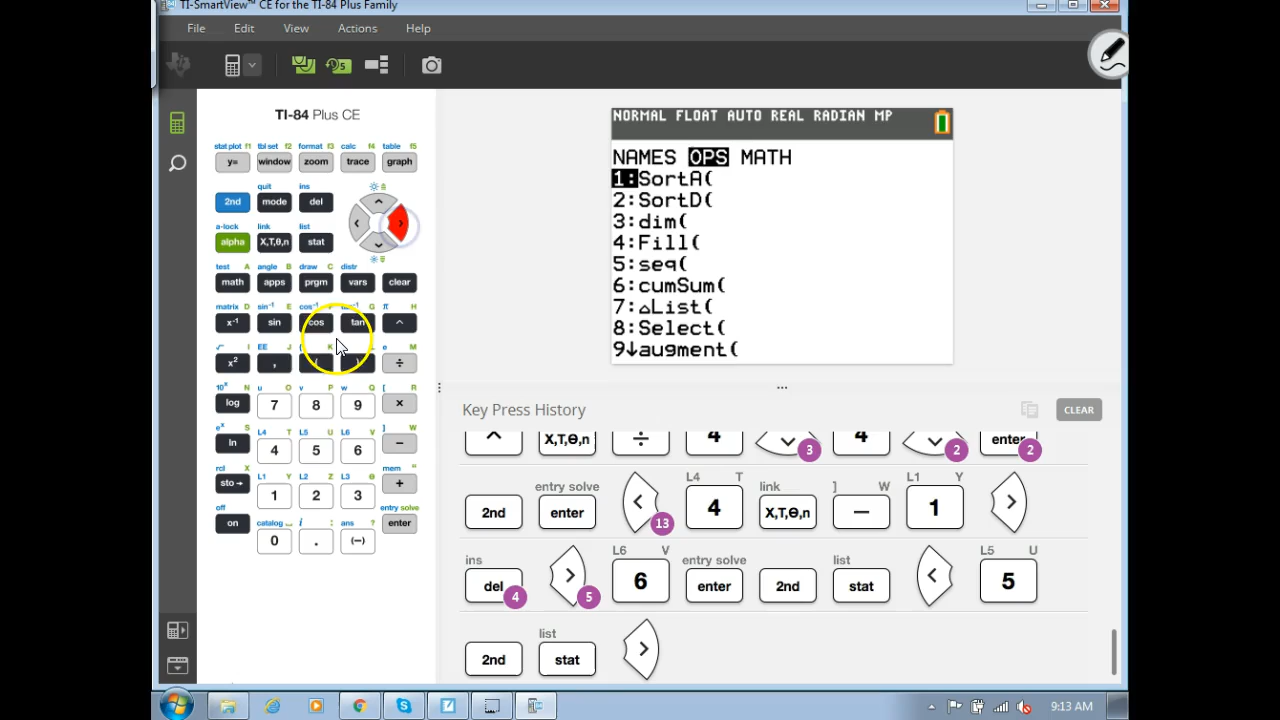 TI-SmartView™ CE for the TI-84 Plus Family
File Edit View Actions Help
TI-84 Plus CE
stat plot f1 tbl set f2 format f3 calc f4 table f5
y= window zoom trace graph
quit ins
2nd mode del
a-lock link list
alpha X,T,θ,n stat
test A angle B draw C distr
math apps prgm vars clear
matrix D sin⁻¹ E cos⁻¹ G π H
x⁻¹ sin cos tan ^
√ I EE J K e M
x² , ( ) ÷
10ˣ N u O v P w Q [ R
log 7 8 9 ×
eˣ S L4 T L5 U L6 V ] W
ln 4 5 6 −
rcl X L1 Y L2 Z L3 θ mem "
sto→ 1 2 3 +
off catalog i : ans ? entry solve
on 0 . (−) enter
NORMAL FLOAT AUTO REAL RADIAN MP
NAMES OPS MATH
1:SortA(
2:SortD(
3:dim(
4:Fill(
5:seq(
6:cumSum(
7:△List(
8:Select(
9↓augment(
Key Press History CLEAR
^ X,T,θ,n ÷ 4 3 4 2 enter 2
entry solve L4 T link ] W L1 Y
2nd enter 13 4 X,T,θ,n − 1
ins L6 V entry solve list L5 U
del 4 5 6 enter 2nd stat 5
list
2nd stat
9:13 AM